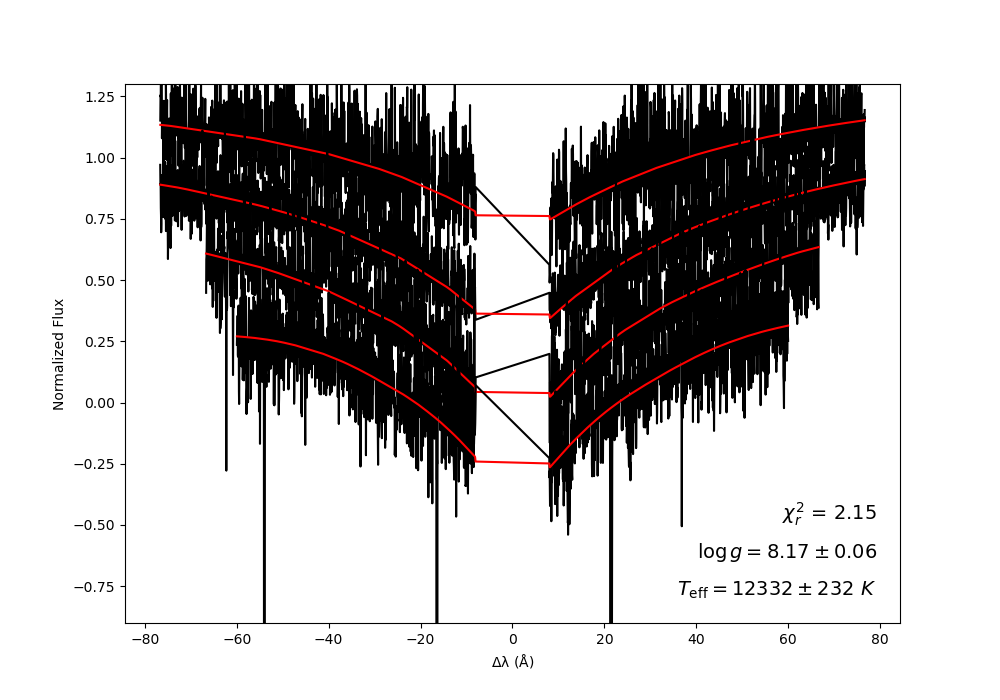 1.25
1.00
0.75
0.50
0.25
0.00
−0.25
−0.50
−0.75
Normalized Flux
χ²ᵣ = 2.15
log g = 8.17 ± 0.06
T_eff = 12332 ± 232 K
−80 −60 −40 −20 0 20 40 60 80
Δλ (Å)